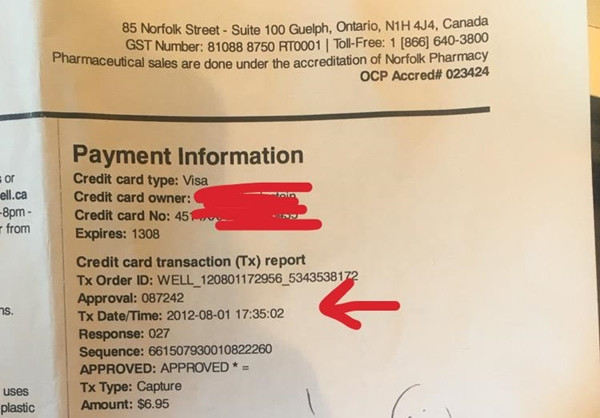 85 Norfolk Street - Suite 100 Guelph, Ontario, N1H 4J4, Canada
GST Number: 81088 8750 RT0001 | Toll-Free: 1 [866] 640-3800
Pharmaceutical sales are done under the accreditation of Norfolk Pharmacy
OCP Accred# 023424
Payment Information
Credit card type: Visa
Credit card owner:
Credit card No:
Expires: 1308
Credit card transaction (Tx) report
Tx Order ID: WELL_120801172956_5343538172
Approval: 087242
Tx Date/Time: 2012-08-01 17:35:02
Response: 027
Sequence: 661507930010822260
APPROVED: APPROVED * =
Tx Type: Capture
Amount: $6.95
or
ell.ca
-8pm -
from
ns.
uses
plastic